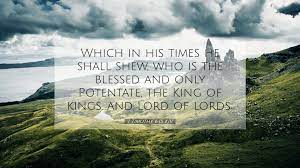 WHICH IN HIS TIMES HE
SHALL SHEW, WHO IS THE
BLESSED AND ONLY
POTENTATE, THE KING OF
KINGS, AND LORD OF LORDS;